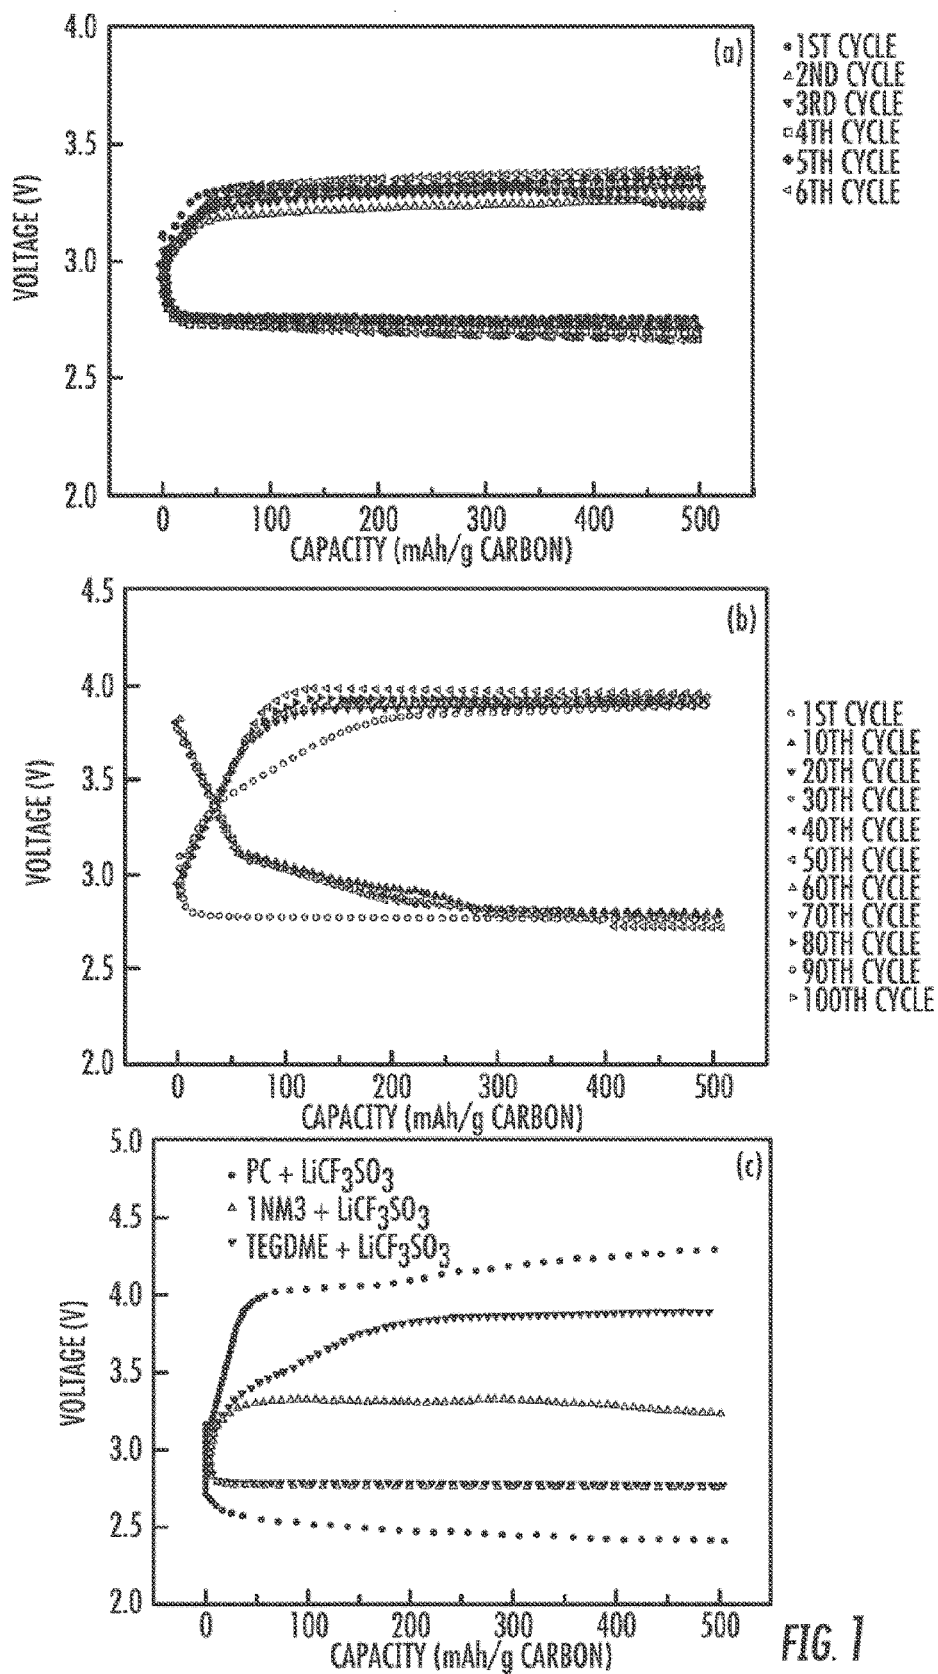 4.0
(a)
3.5
3.0
2.5
2.0
VOLTAGE (V)
0 100 200 300 400 500
CAPACITY (mAh/g CARBON)
1ST CYCLE
2ND CYCLE
3RD CYCLE
4TH CYCLE
5TH CYCLE
6TH CYCLE
4.5
(b)
4.0
3.5
3.0
2.5
2.0
VOLTAGE (V)
0 100 200 300 400 500
CAPACITY (mAh/g CARBON)
1ST CYCLE
10TH CYCLE
20TH CYCLE
30TH CYCLE
40TH CYCLE
50TH CYCLE
60TH CYCLE
70TH CYCLE
80TH CYCLE
90TH CYCLE
100TH CYCLE
5.0
(c)
PC + LiCF3SO3
1NM3 + LiCF3SO3
TEGDME + LiCF3SO3
4.5
4.0
3.5
3.0
2.5
2.0
VOLTAGE (V)
0 100 200 300 400 500
CAPACITY (mAh/g CARBON)
FIG. 1